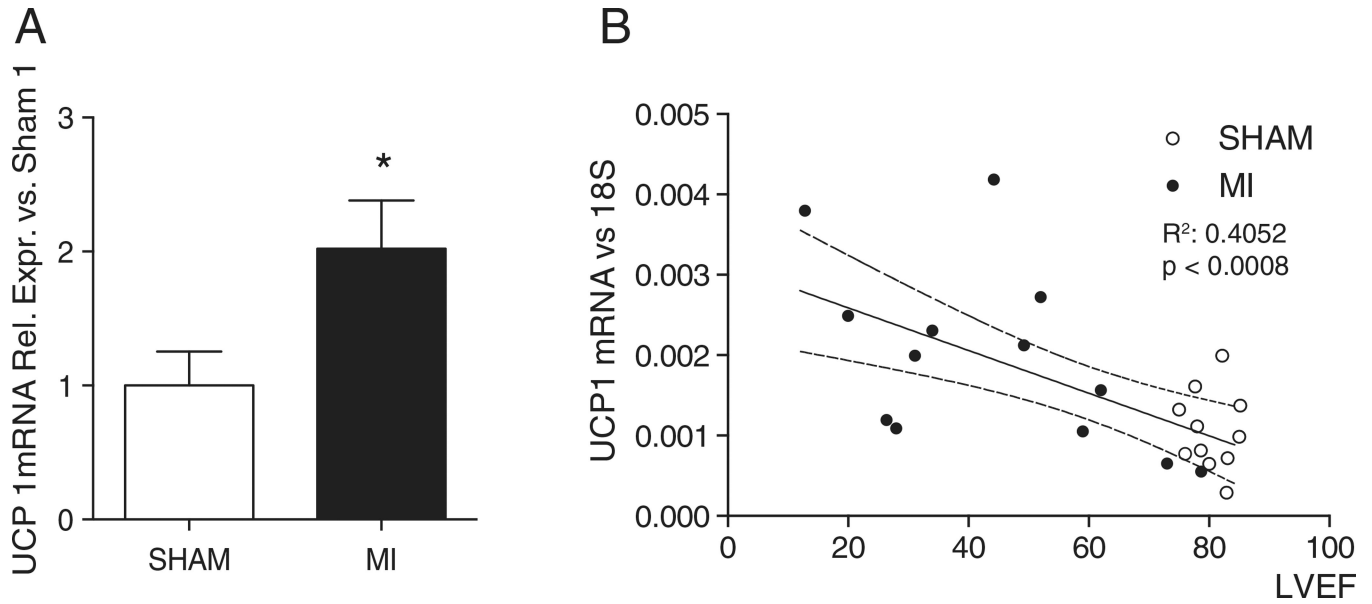 A
UCP 1mRNA Rel. Expr. vs. Sham 1
3
2
1
0
*
SHAM
MI
B
UCP1 mRNA vs 18S
0.005
0.004
0.003
0.002
0.001
0.000
0 20 40 60 80 100
LVEF
SHAM
MI
R²: 0.4052
p < 0.0008